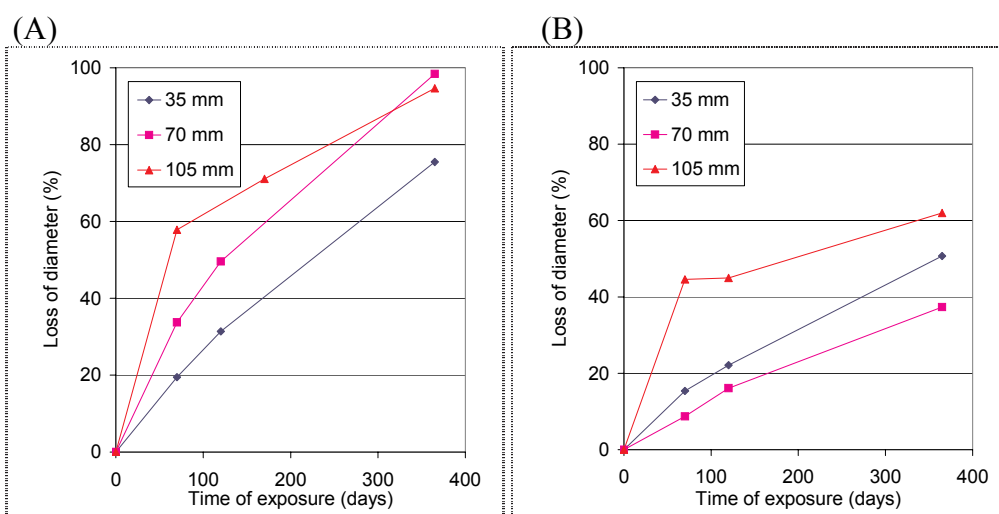 (A)
Loss of diameter (%)
100
80
60
40
20
0
35 mm
70 mm
105 mm
0 100 200 300 400
Time of exposure (days)
(B)
Loss of diameter (%)
100
80
60
40
20
0
35 mm
70 mm
105 mm
0 100 200 300 400
Time of exposure (days)